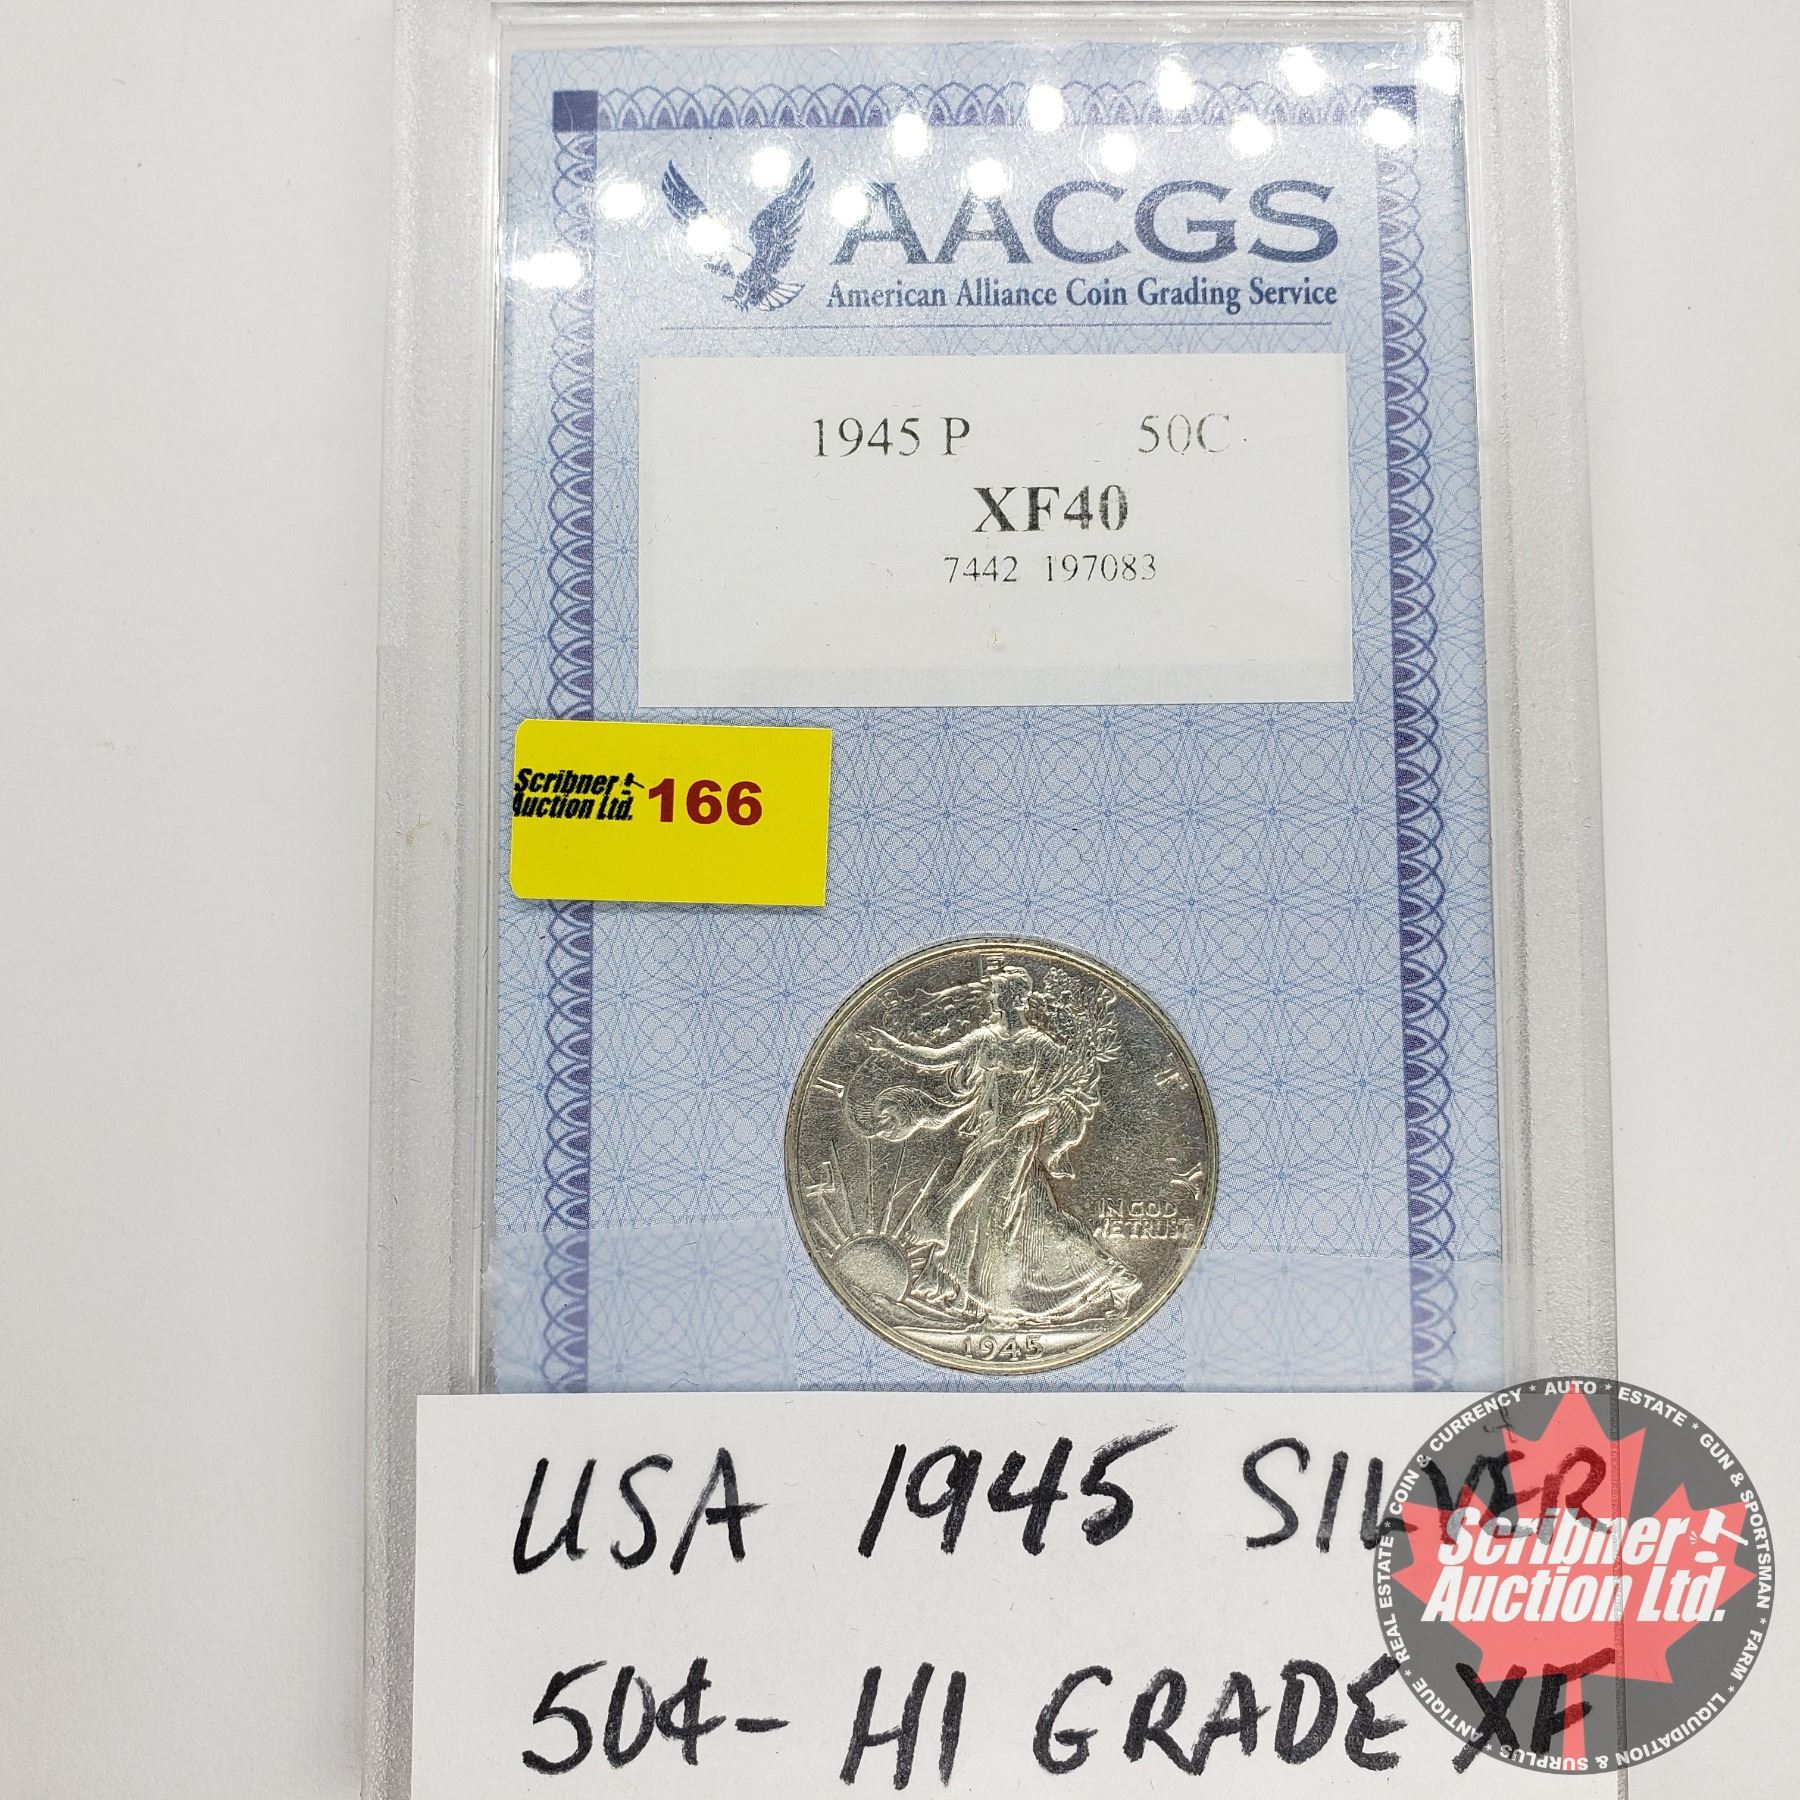 AACGS
American Alliance Coin Grading Service
1945 P 50C
XF40
7442 197083
Scribner
Auction Ltd. 166
LIBERTY
IN GOD
WE TRUST
1945
USA 1945 SILVER
50¢- HI GRADE XF
Scribner
Auction Ltd.
* COIN & CURRENCY * AUTO * ESTATE * GUN & SPORTSMAN * FARM * LIQUIDATION & SURPLUS * ANTIQUE * REAL ESTATE